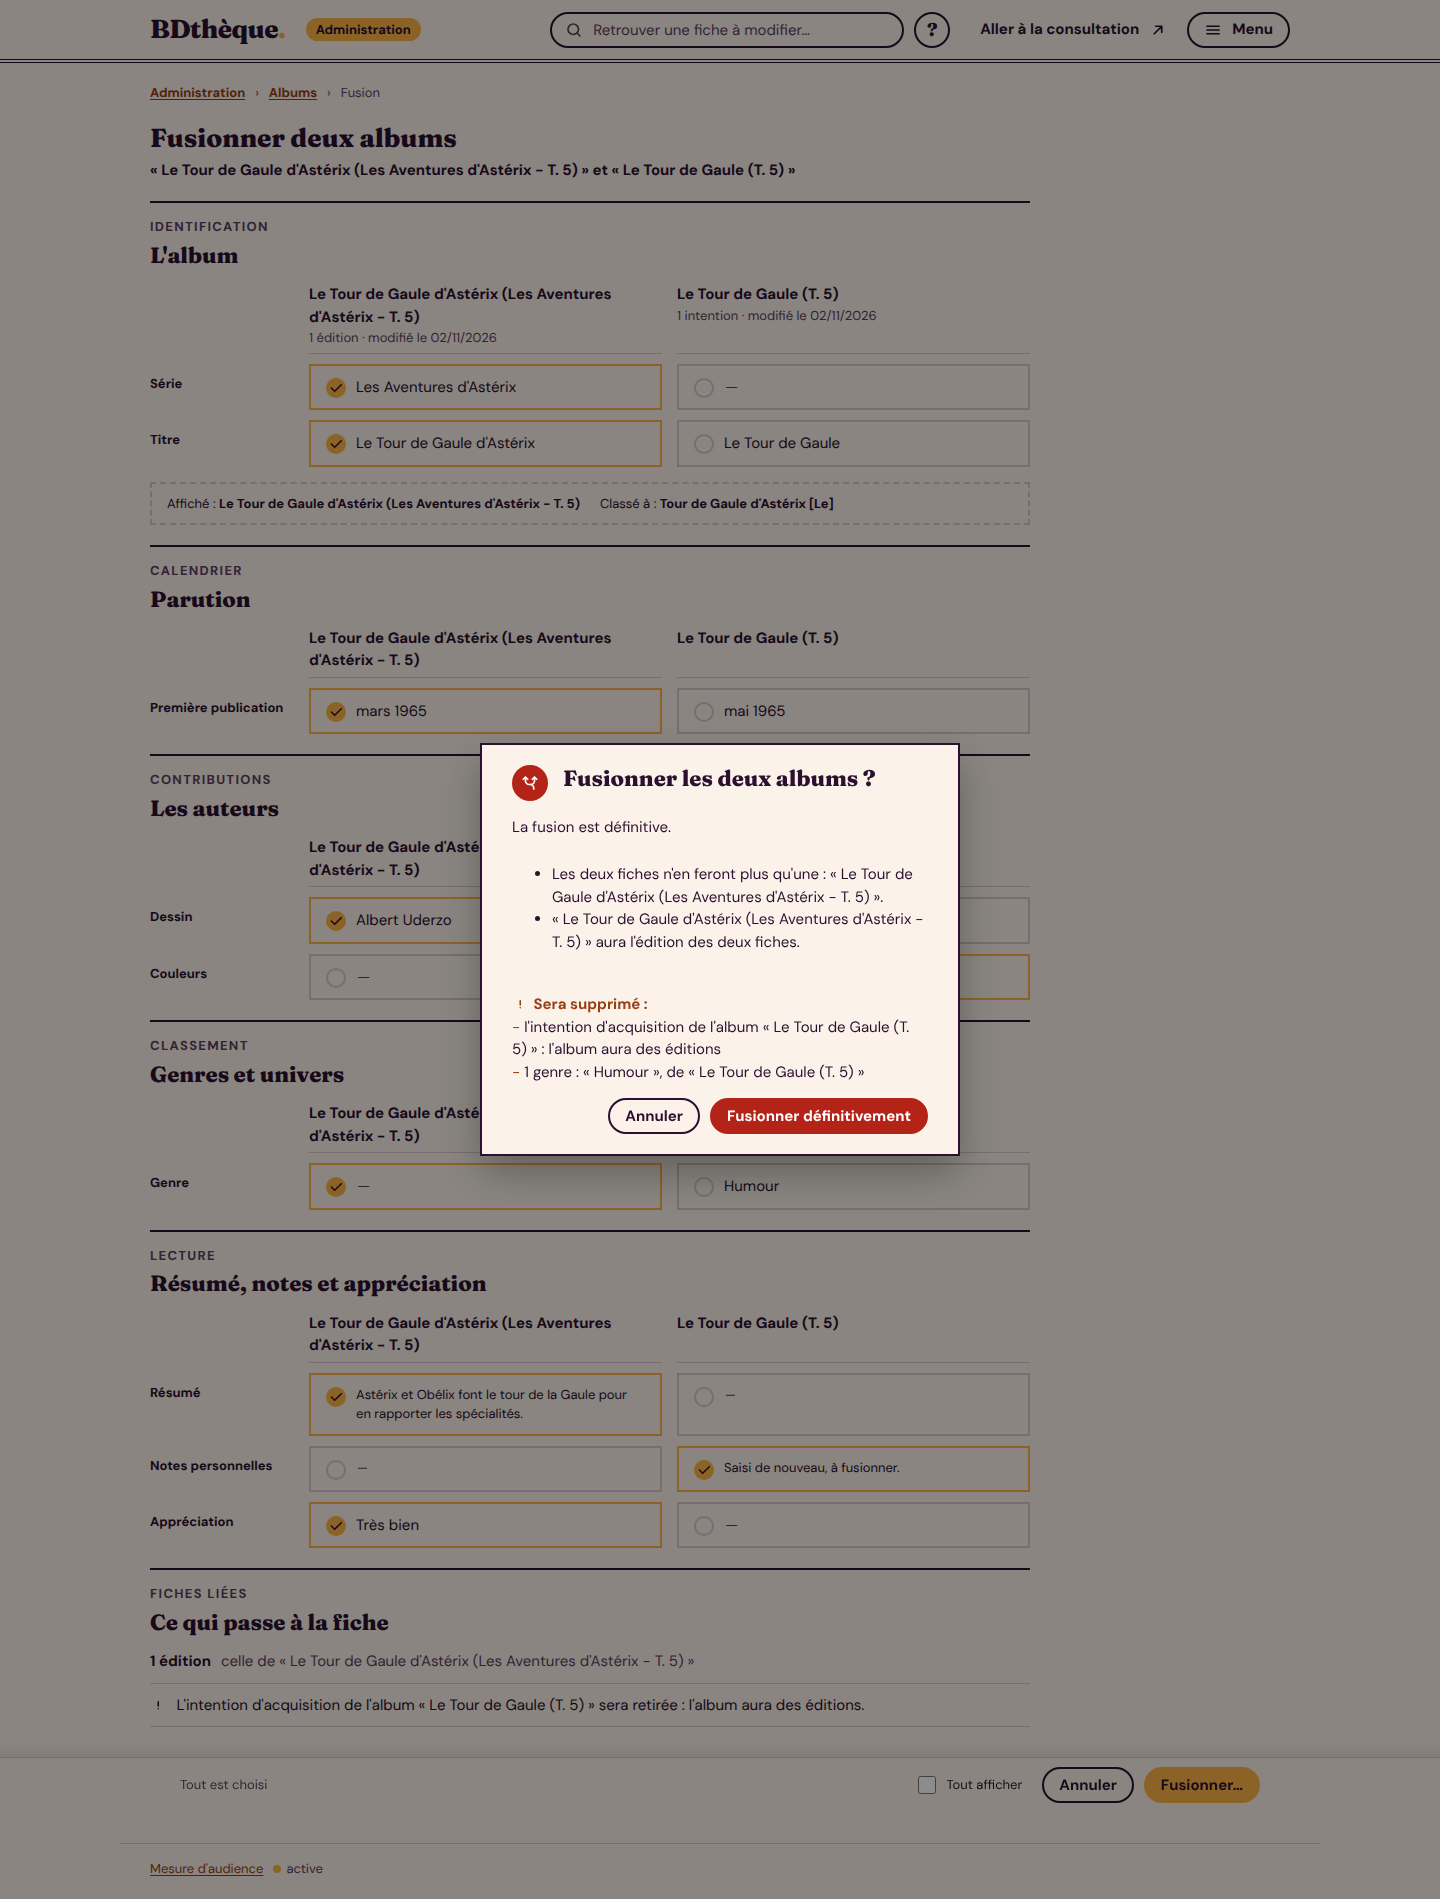 BDthèque.
Administration
Retrouver une fiche à modifier…
?
Aller à la consultation
Menu
Administration › Albums › Fusion
Fusionner deux albums
« Le Tour de Gaule d'Astérix (Les Aventures d'Astérix - T. 5) » et « Le Tour de Gaule (T. 5) »
IDENTIFICATION
L'album
Le Tour de Gaule d'Astérix (Les Aventures
d'Astérix - T. 5)
1 édition · modifié le 02/11/2026
Le Tour de Gaule (T. 5)
1 intention · modifié le 02/11/2026
Série
Les Aventures d'Astérix
—
Titre
Le Tour de Gaule d'Astérix
Le Tour de Gaule
Affiché : Le Tour de Gaule d'Astérix (Les Aventures d'Astérix - T. 5) Classé à : Tour de Gaule d'Astérix [Le]
CALENDRIER
Parution
Le Tour de Gaule d'Astérix (Les Aventures
d'Astérix - T. 5)
Le Tour de Gaule (T. 5)
Première publication
mars 1965
mai 1965
CONTRIBUTIONS
Les auteurs
Le Tour de Gaule d'Asté
d'Astérix - T. 5)
Dessin
Albert Uderzo
Couleurs
—
Fusionner les deux albums ?
La fusion est définitive.
• Les deux fiches n'en feront plus qu'une : « Le Tour de
Gaule d'Astérix (Les Aventures d'Astérix - T. 5) ».
• « Le Tour de Gaule d'Astérix (Les Aventures d'Astérix -
T. 5) » aura l'édition des deux fiches.
! Sera supprimé :
- l'intention d'acquisition de l'album « Le Tour de Gaule (T.
5) » : l'album aura des éditions
- 1 genre : « Humour », de « Le Tour de Gaule (T. 5) »
Annuler
Fusionner définitivement
CLASSEMENT
Genres et univers
Le Tour de Gaule d'Asté
d'Astérix - T. 5)
Genre
—
Humour
LECTURE
Résumé, notes et appréciation
Le Tour de Gaule d'Astérix (Les Aventures
d'Astérix - T. 5)
Le Tour de Gaule (T. 5)
Résumé
Astérix et Obélix font le tour de la Gaule pour
en rapporter les spécialités.
—
Notes personnelles
—
Saisi de nouveau, à fusionner.
Appréciation
Très bien
—
FICHES LIÉES
Ce qui passe à la fiche
1 édition celle de « Le Tour de Gaule d'Astérix (Les Aventures d'Astérix - T. 5) »
! L'intention d'acquisition de l'album « Le Tour de Gaule (T. 5) » sera retirée : l'album aura des éditions.
Tout est choisi
Tout afficher
Annuler
Fusionner…
Mesure d'audience
active